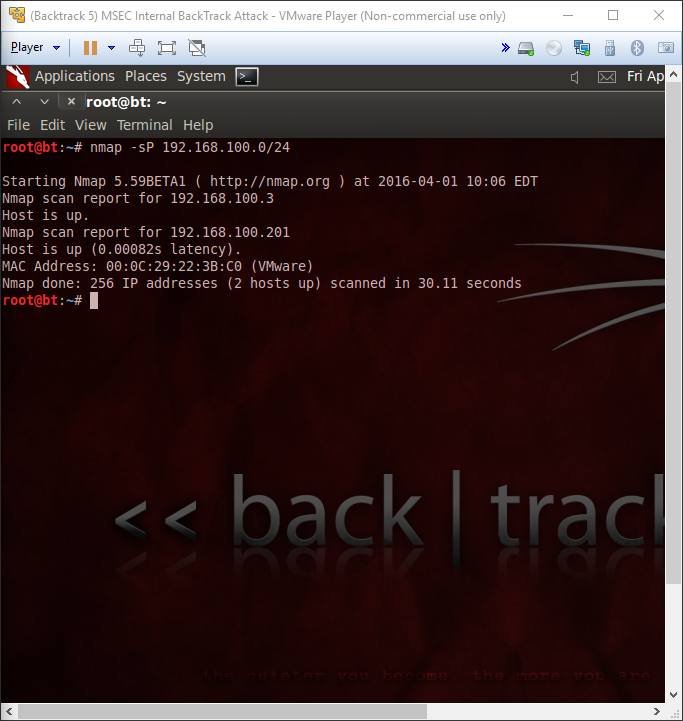 (Backtrack 5) MSEC Internal BackTrack Attack - VMware Player (Non-commercial use only)
Player
Applications Places System Fri Ap
root@bt: ~
File Edit View Terminal Help
root@bt:~# nmap -sP 192.168.100.0/24
Starting Nmap 5.59BETA1 ( http://nmap.org ) at 2016-04-01 10:06 EDT
Nmap scan report for 192.168.100.3
Host is up.
Nmap scan report for 192.168.100.201
Host is up (0.00082s latency).
MAC Address: 00:0C:29:22:3B:C0 (VMware)
Nmap done: 256 IP addresses (2 hosts up) scanned in 30.11 seconds
root@bt:~#
<< back | track
the quieter you become, the more you are